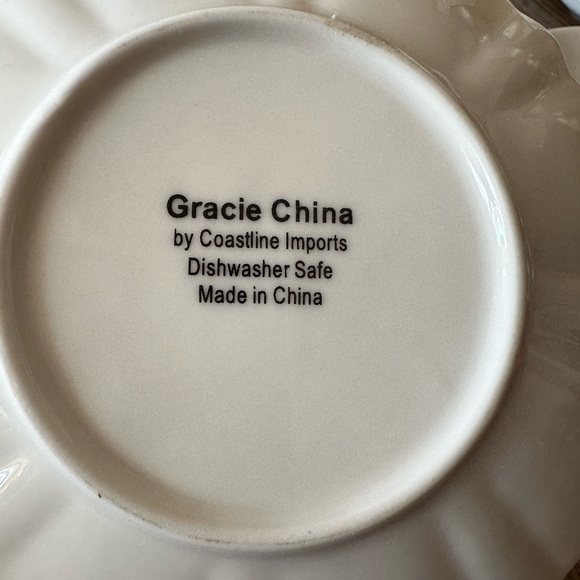 Gracie China
by Coastline Imports
Dishwasher Safe
Made in China